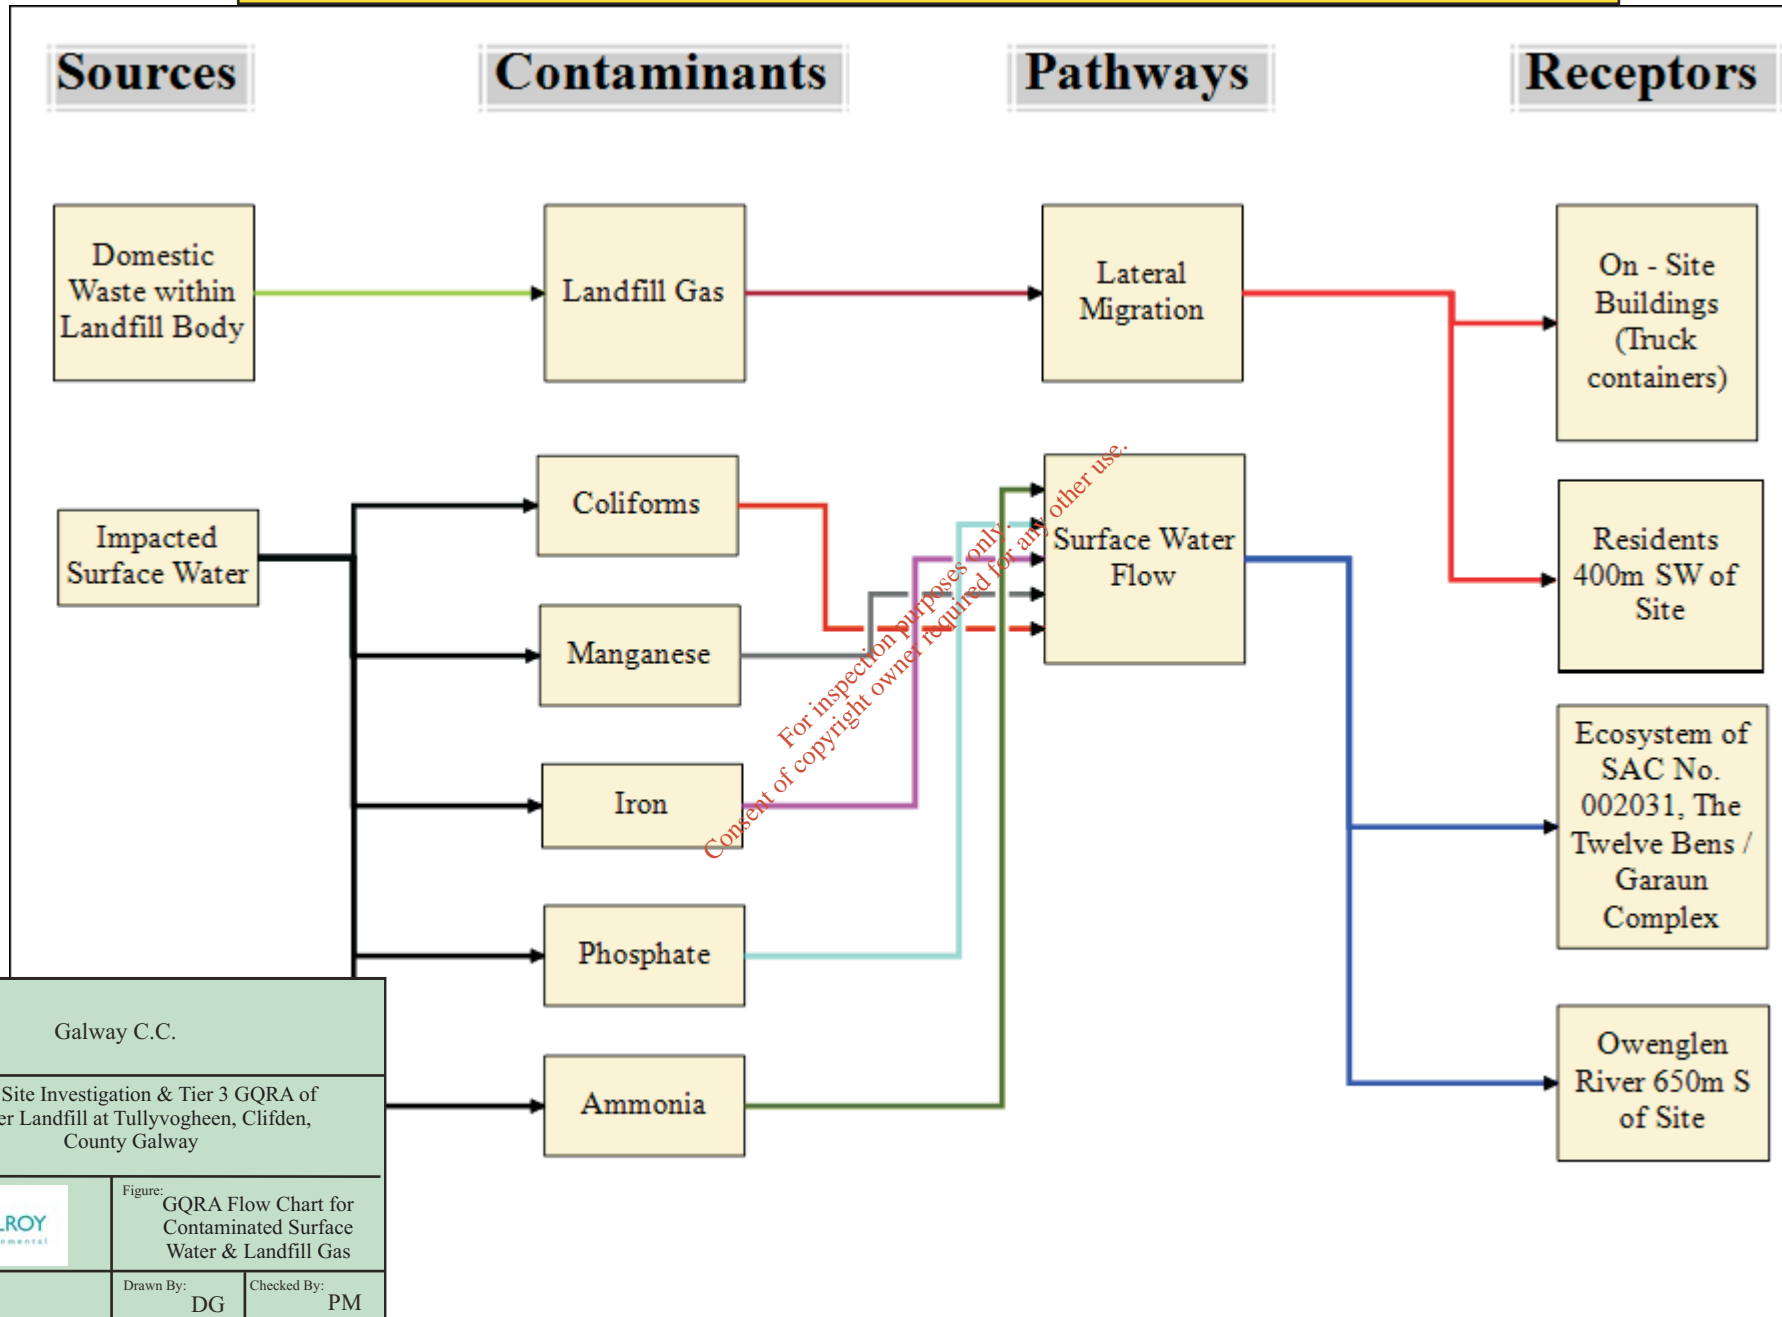 Sources
Contaminants
Pathways
Receptors
Domestic
Waste within
Landfill Body
Landfill Gas
Lateral
Migration
On - Site
Buildings
(Truck
containers)
Impacted
Surface Water
Coliforms
Manganese
Iron
Phosphate
Ammonia
Surface Water
Flow
Residents
400m SW of
Site
Ecosystem of
SAC No.
002031, The
Twelve Bens /
Garaun
Complex
Owenglen
River 650m S
of Site
For inspection purposes only.
Consent of copyright owner required for any other use.
Galway C.C.
Site Investigation & Tier 3 GQRA of
er Landfill at Tullyvogheen, Clifden,
County Galway
LROY
nmental
Figure:
GQRA Flow Chart for
Contaminated Surface
Water & Landfill Gas
Drawn By:
DG
Checked By:
PM